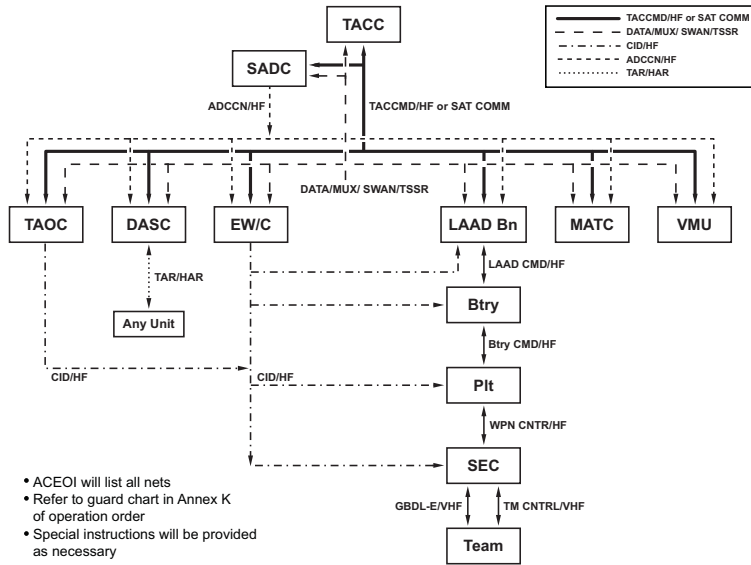 TACC
TACCMD/HF or SAT COMM
DATA/MUX/ SWAN/TSSR
CID/HF
ADCCN/HF
TAR/HAR
SADC
ADCCN/HF
TACCMD/HF or SAT COMM
DATA/MUX/ SWAN/TSSR
TAOC
DASC
EW/C
LAAD Bn
MATC
VMU
LAAD CMD/HF
TAR/HAR
Btry
Any Unit
Btry CMD/HF
CID/HF
CID/HF
Plt
WPN CNTR/HF
SEC
• ACEOI will list all nets
• Refer to guard chart in Annex K
of operation order
• Special instructions will be provided
as necessary
GBDL-E/VHF
TM CNTRL/VHF
Team